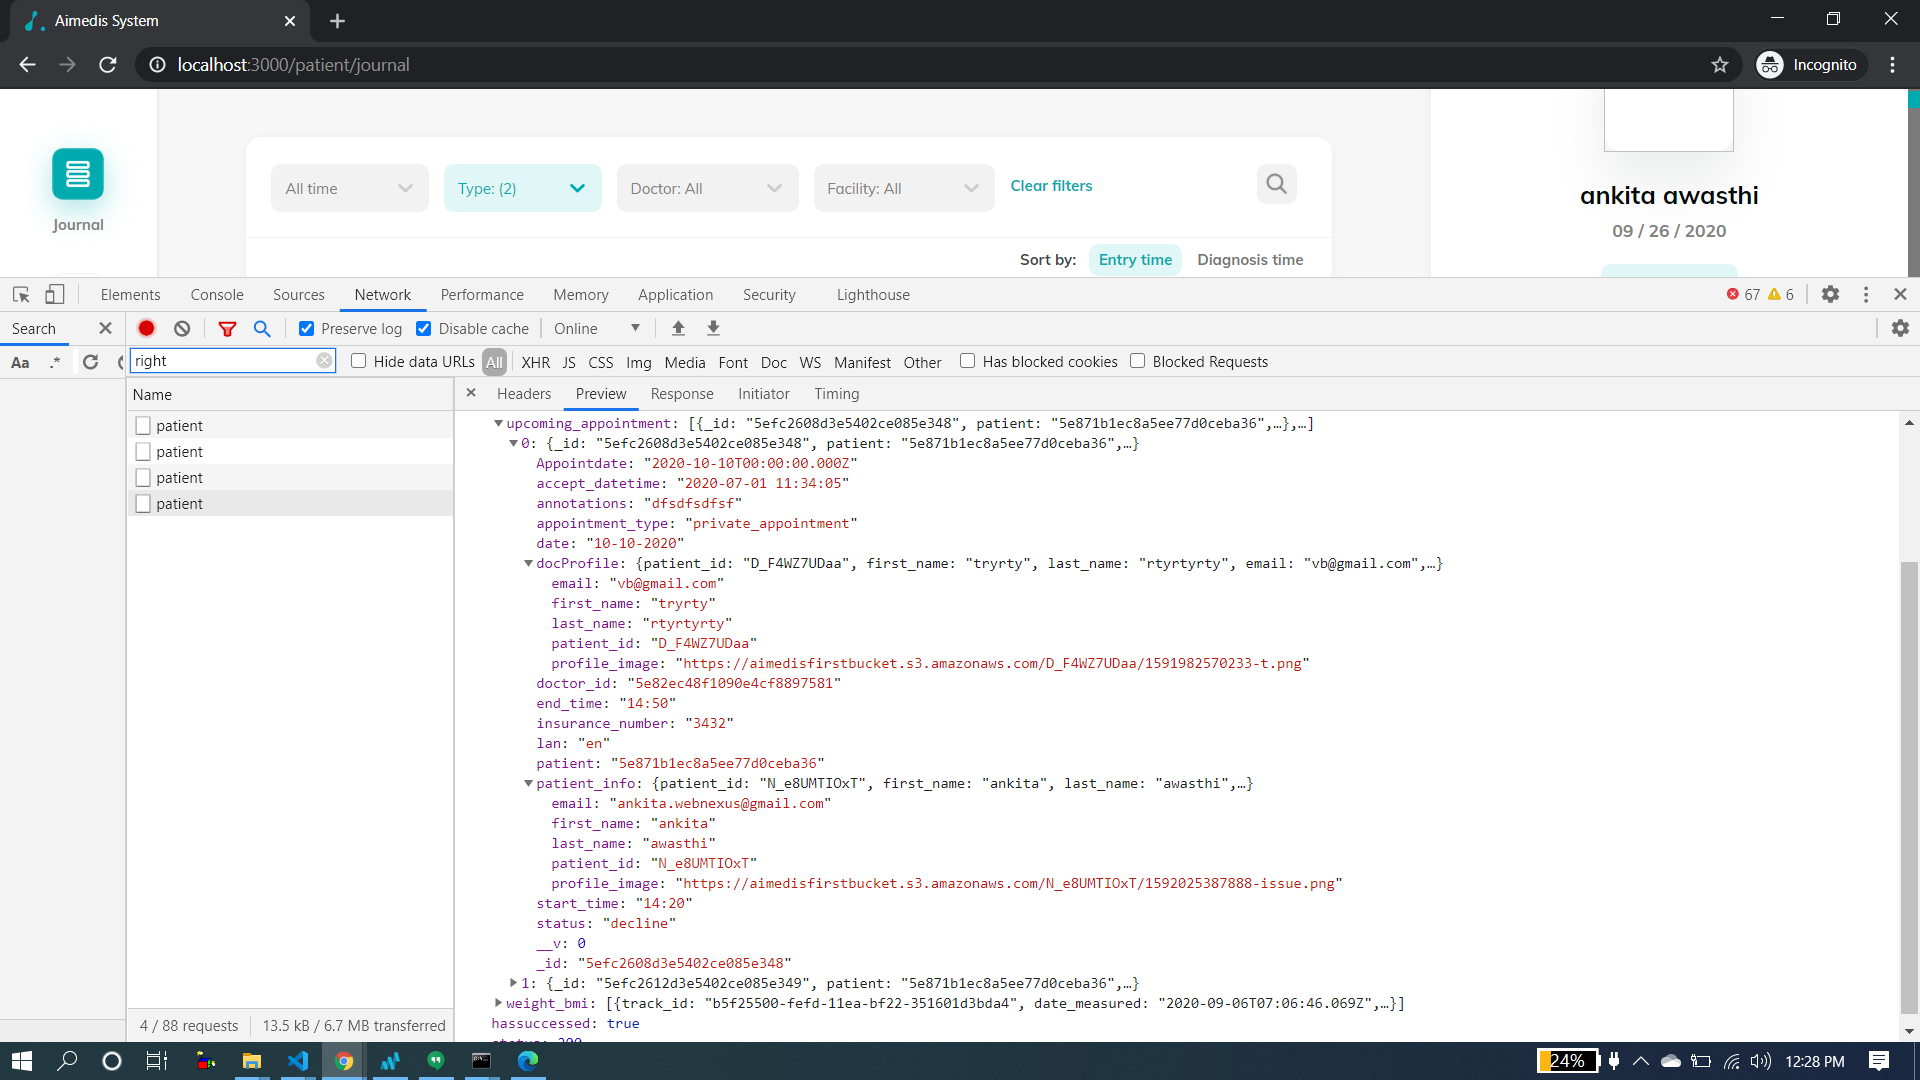 Aimedis System
localhost:3000/patient/journal
Incognito
Journal
All time
Type: (2)
Doctor: All
Facility: All
Clear filters
Sort by: Entry time Diagnosis time
ankita awasthi
09 / 26 / 2020
Elements Console Sources Network Performance Memory Application Security Lighthouse
67 6
Search
Preserve log Disable cache Online
Aa .*
right
Hide data URLs All XHR JS CSS Img Media Font Doc WS Manifest Other Has blocked cookies Blocked Requests
Name
Headers Preview Response Initiator Timing
patient
patient
patient
patient
upcoming_appointment: [{_id: "5efc2608d3e5402ce085e348", patient: "5e871b1ec8a5ee77d0ceba36",…},…]
0: {_id: "5efc2608d3e5402ce085e348", patient: "5e871b1ec8a5ee77d0ceba36",…}
Appointdate: "2020-10-10T00:00:00.000Z"
accept_datetime: "2020-07-01 11:34:05"
annotations: "dfsdfsdfsf"
appointment_type: "private_appointment"
date: "10-10-2020"
docProfile: {patient_id: "D_F4WZ7UDaa", first_name: "tryrty", last_name: "rtyrtyrty", email: "vb@gmail.com",…}
email: "vb@gmail.com"
first_name: "tryrty"
last_name: "rtyrtyrty"
patient_id: "D_F4WZ7UDaa"
profile_image: "https://aimedisfirstbucket.s3.amazonaws.com/D_F4WZ7UDaa/1591982570233-t.png"
doctor_id: "5e82ec48f1090e4cf8897581"
end_time: "14:50"
insurance_number: "3432"
lan: "en"
patient: "5e871b1ec8a5ee77d0ceba36"
patient_info: {patient_id: "N_e8UMTIOxT", first_name: "ankita", last_name: "awasthi",…}
email: "ankita.webnexus@gmail.com"
first_name: "ankita"
last_name: "awasthi"
patient_id: "N_e8UMTIOxT"
profile_image: "https://aimedisfirstbucket.s3.amazonaws.com/N_e8UMTIOxT/1592025387888-issue.png"
start_time: "14:20"
status: "decline"
__v: 0
_id: "5efc2608d3e5402ce085e348"
1: {_id: "5efc2612d3e5402ce085e349", patient: "5e871b1ec8a5ee77d0ceba36",…}
weight_bmi: [{track_id: "b5f25500-fefd-11ea-bf22-351601d3bda4", date_measured: "2020-09-06T07:06:46.069Z",…}]
hassuccessed: true
status: 200
4 / 88 requests 13.5 kB / 6.7 MB transferred
24%
12:28 PM